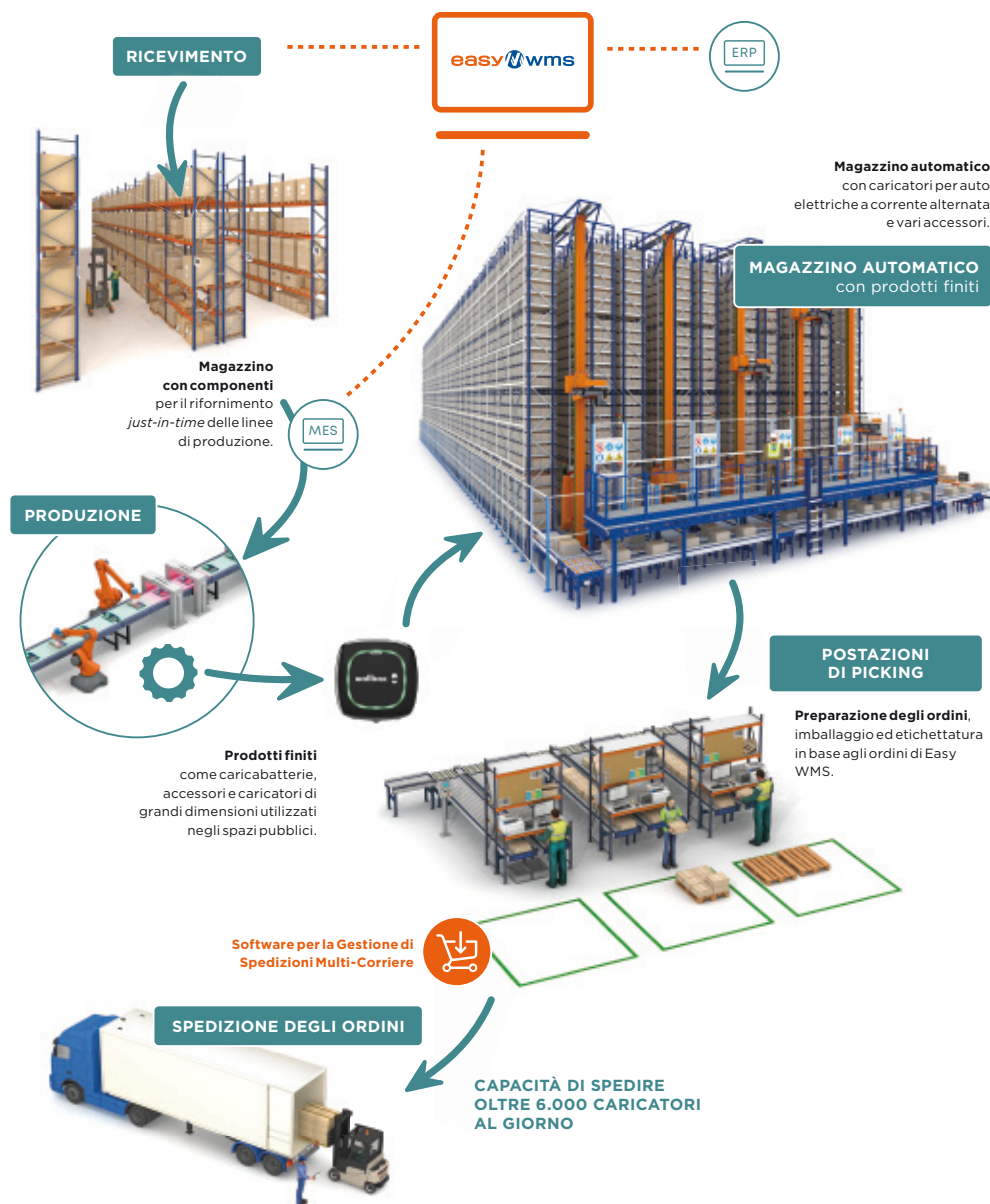 RICEVIMENTO
easy wms
ERP
Magazzino automatico
con caricatori per auto
elettriche a corrente alternata
e vari accessori.
MAGAZZINO AUTOMATICO
con prodotti finiti
Magazzino
con componenti
per il rifornimento
just-in-time delle linee
di produzione.
MES
PRODUZIONE
wallbox
POSTAZIONI
DI PICKING
Preparazione degli ordini,
imballaggio ed etichettatura
in base agli ordini di Easy
WMS.
Prodotti finiti
come caricabatterie,
accessori e caricatori di
grandi dimensioni utilizzati
negli spazi pubblici.
Software per la Gestione di
Spedizioni Multi-Corriere
SPEDIZIONE DEGLI ORDINI
CAPACITÀ DI SPEDIRE
OLTRE 6.000 CARICATORI
AL GIORNO